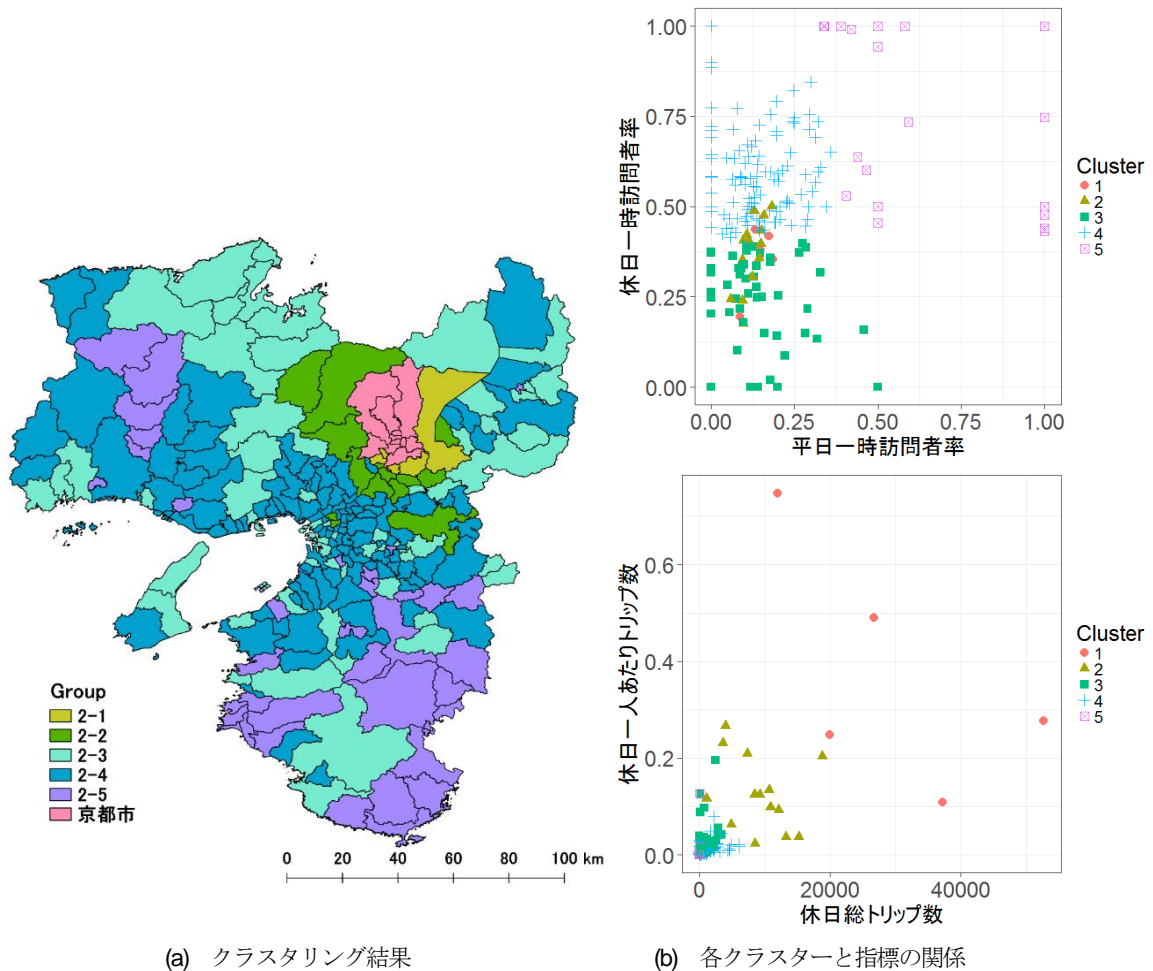 Group
2-1
2-2
2-3
2-4
2-5
京都市
0 20 40 60 80 100 km
(a) クラスタリング結果
1.00
0.75
0.50
0.25
0.00
休日一時訪問者率
0.00 0.25 0.50 0.75 1.00
平日一時訪問者率
Cluster
1
2
3
4
5
0.6
0.4
0.2
0.0
休日一人あたりトリップ数
0 20000 40000
休日総トリップ数
Cluster
1
2
3
4
5
(b) 各クラスターと指標の関係